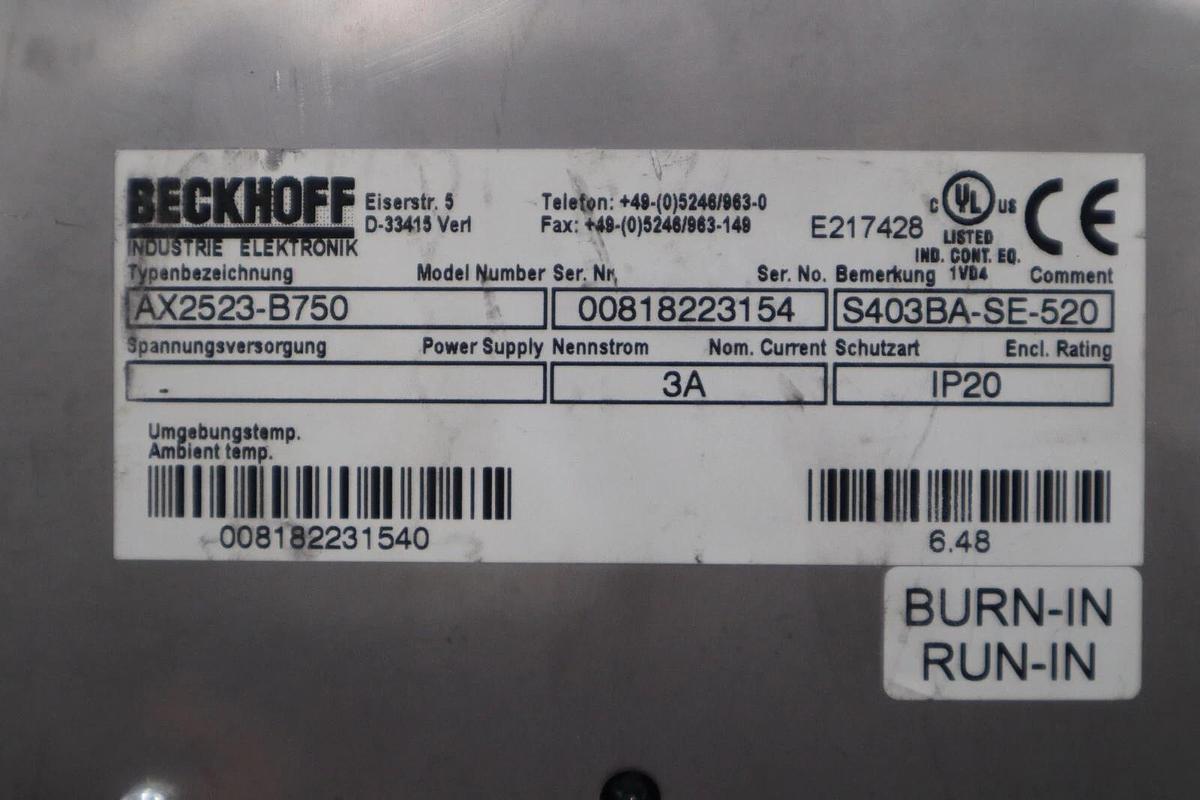 BECKHOFF
INDUSTRIE ELEKTRONIK
Eiserstr. 5
D-33415 Verl
Telefon: +49-(0)5246/963-0
Fax: +49-(0)5246/963-149
E217428
C UL US
LISTED
IND. CONT. EQ.
1VD4
CE
Typenbezeichnung Model Number Ser. Nr. Ser. No. Bemerkung Comment
AX2523-B750 00818223154 S403BA-SE-520
Spannungsversorgung Power Supply Nennstrom Nom. Current Schutzart Encl. Rating
- 3A IP20
Umgebungstemp.
Ambient temp.
008182231540 6.48
BURN-IN
RUN-IN